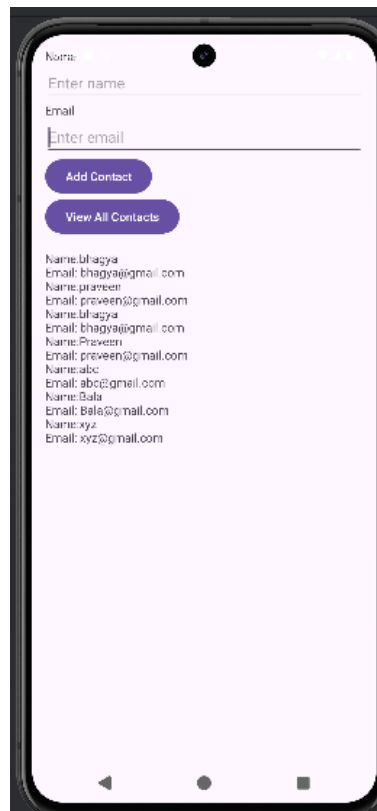 Name
Enter name
Email
Enter email
Add Contact
View All Contacts
Name:bhagya
Email: bhagya@gmail.com
Name:praveen
Email: praveen@gmail.com
Name:bhagya
Email: bhagya@gmail.com
Name:Praveen
Email: praveen@gmail.com
Name:abc
Email: abc@gmail.com
Name:Bala
Email: Bala@gmail.com
Name:xyz
Email: xyz@gmail.com